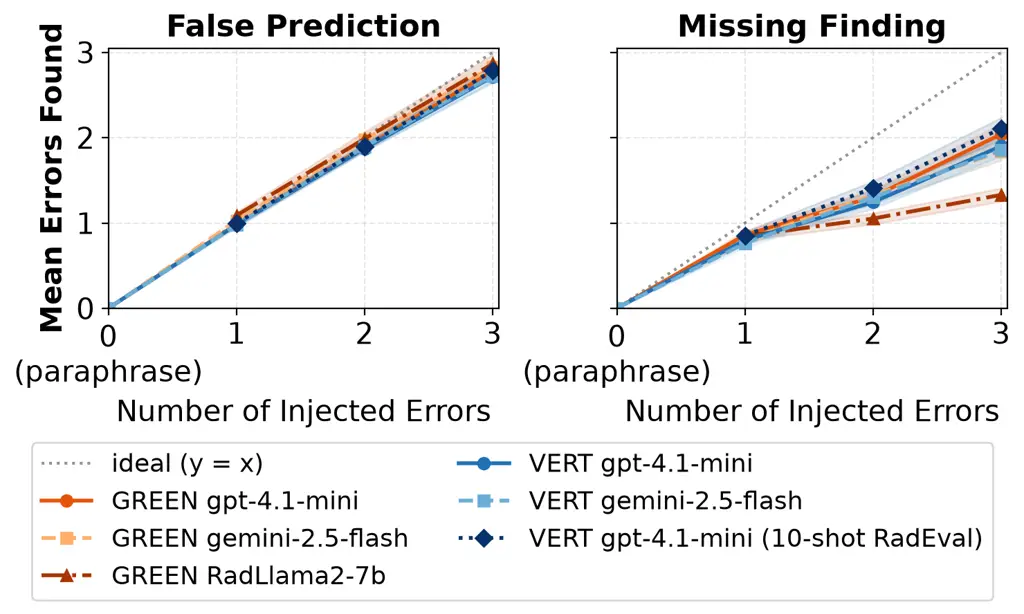 False Prediction
Missing Finding
Mean Errors Found
3
2
1
0
0 1 2 3
(paraphrase)
Number of Injected Errors
0 1 2 3
(paraphrase)
Number of Injected Errors
ideal (y = x)
GREEN gpt-4.1-mini
GREEN gemini-2.5-flash
GREEN RadLlama2-7b
VERT gpt-4.1-mini
VERT gemini-2.5-flash
VERT gpt-4.1-mini (10-shot RadEval)